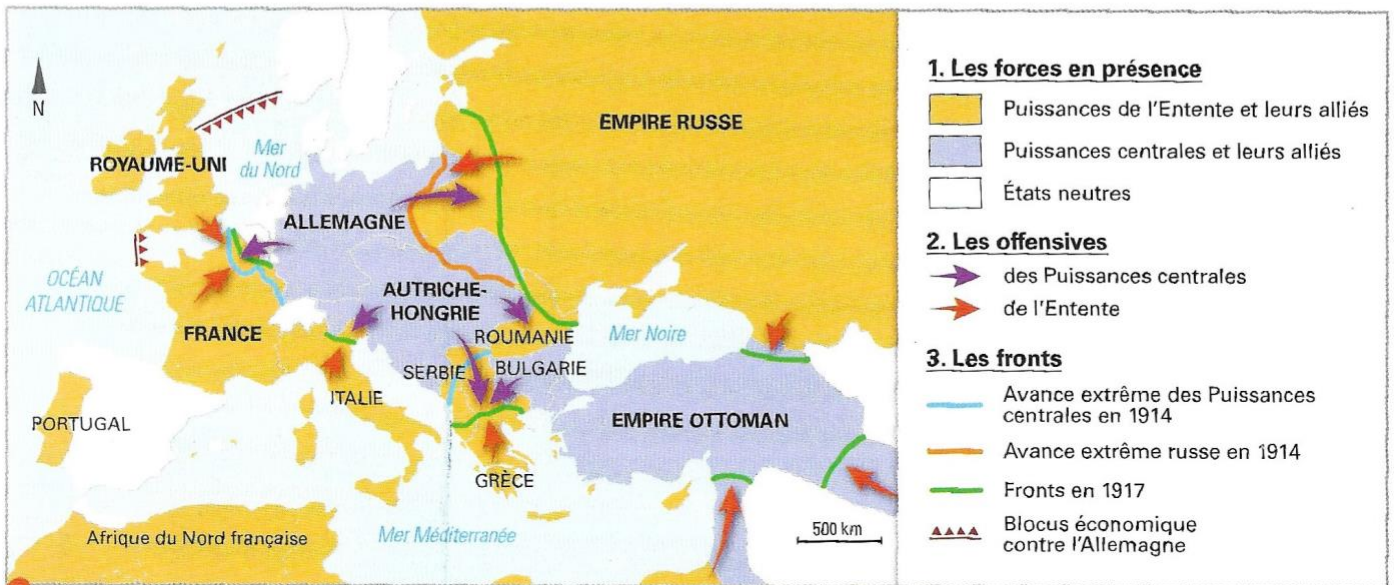 N
ROYAUME-UNI
Mer
du Nord
EMPIRE RUSSE
ALLEMAGNE
OCÉAN
ATLANTIQUE
AUTRICHE-
HONGRIE
FRANCE
ROUMANIE
Mer Noire
SERBIE
BULGARIE
ITALIE
PORTUGAL
EMPIRE OTTOMAN
GRÈCE
Afrique du Nord française
Mer Méditerranée
500 km
1. Les forces en présence
Puissances de l'Entente et leurs alliés
Puissances centrales et leurs alliés
États neutres
2. Les offensives
des Puissances centrales
de l'Entente
3. Les fronts
Avance extrême des Puissances
centrales en 1914
Avance extrême russe en 1914
Fronts en 1917
Blocus économique
contre l'Allemagne